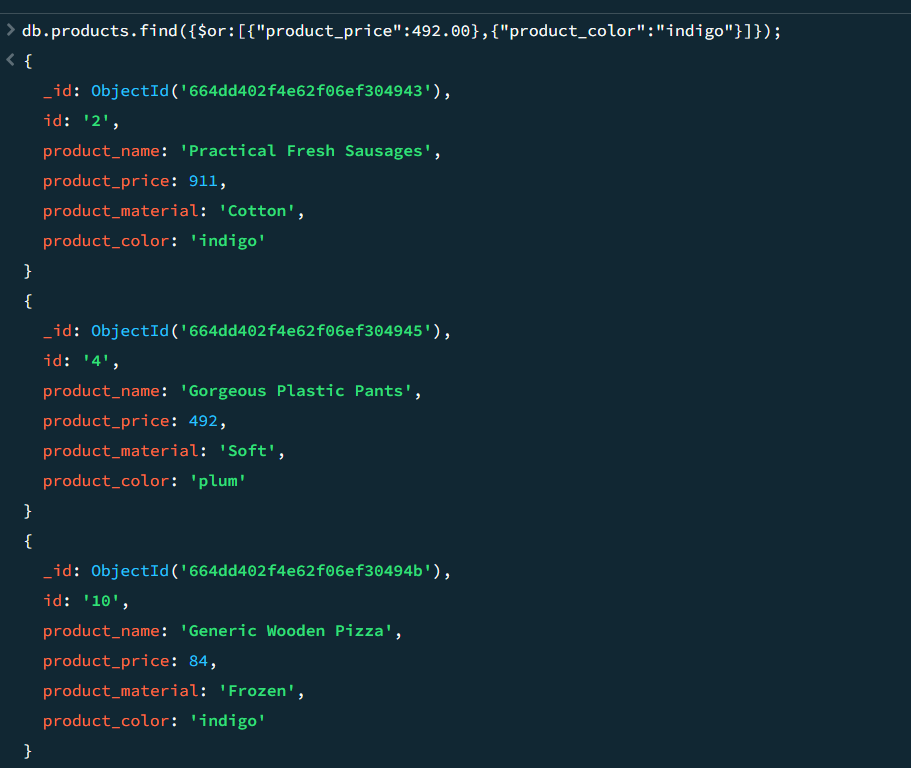 db.products.find({$or:[{"product_price":492.00},{"product_color":"indigo"}]});
{
_id: ObjectId('664dd402f4e62f06ef304943'),
id: '2',
product_name: 'Practical Fresh Sausages',
product_price: 911,
product_material: 'Cotton',
product_color: 'indigo'
}
{
_id: ObjectId('664dd402f4e62f06ef304945'),
id: '4',
product_name: 'Gorgeous Plastic Pants',
product_price: 492,
product_material: 'Soft',
product_color: 'plum'
}
{
_id: ObjectId('664dd402f4e62f06ef30494b'),
id: '10',
product_name: 'Generic Wooden Pizza',
product_price: 84,
product_material: 'Frozen',
product_color: 'indigo'
}